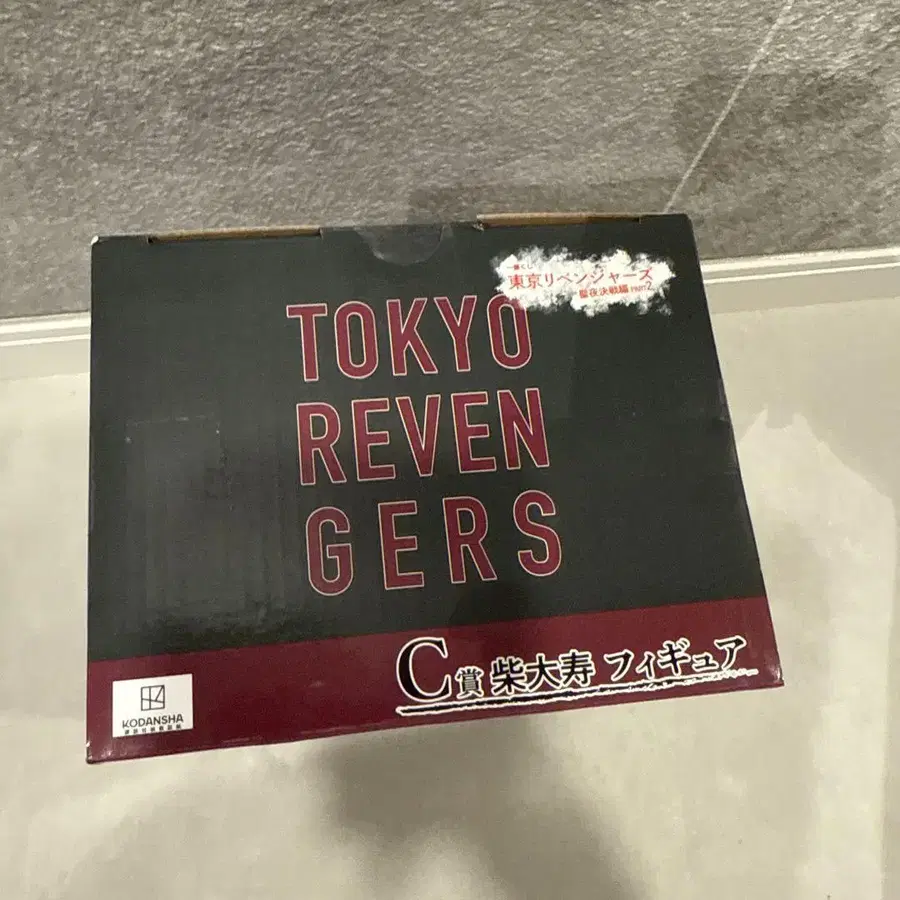 一番くじ
東京リベンジャーズ
聖夜決戦編 PART2
TOKYO
REVEN
GERS
C賞 柴大寿 フィギュア
KODANSHA